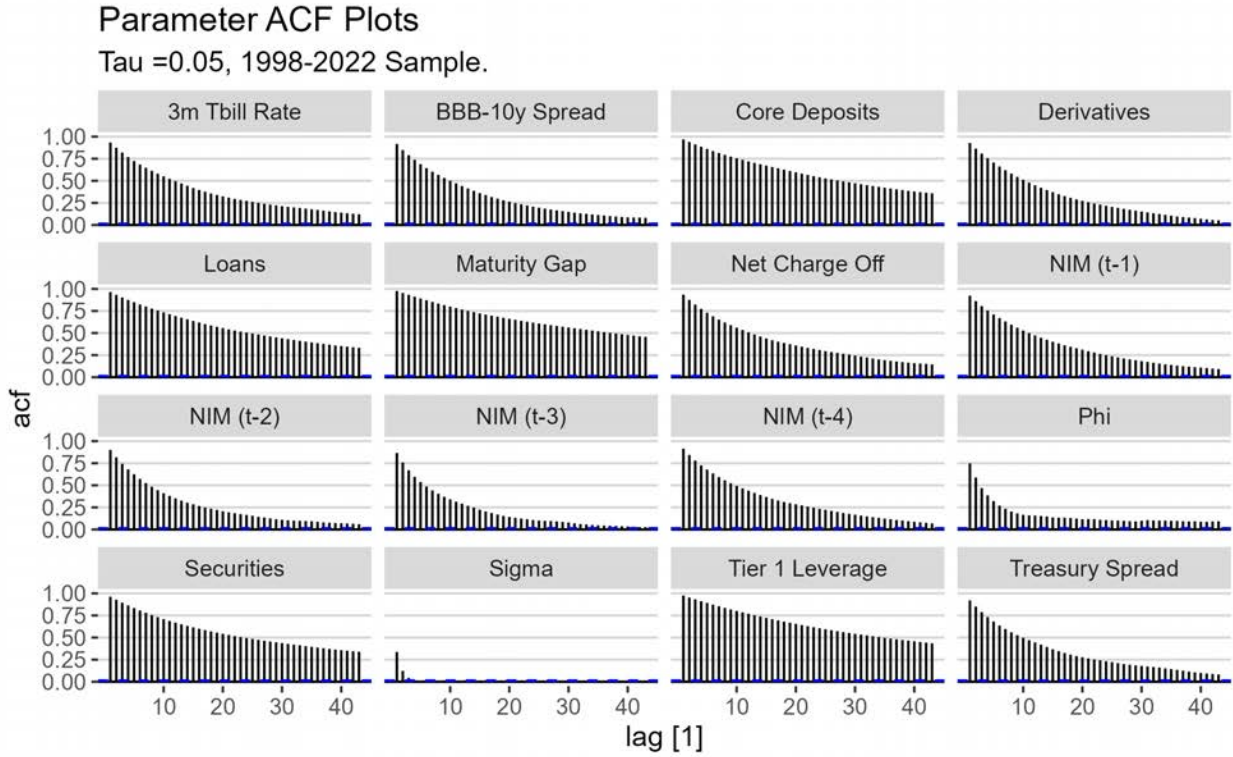 Parameter ACF Plots
Tau =0.05, 1998-2022 Sample.
3m Tbill Rate
BBB-10y Spread
Core Deposits
Derivatives
1.00
0.75
0.50
0.25
0.00
Loans
Maturity Gap
Net Charge Off
NIM (t-1)
1.00
0.75
0.50
0.25
0.00
acf
NIM (t-2)
NIM (t-3)
NIM (t-4)
Phi
1.00
0.75
0.50
0.25
0.00
Securities
Sigma
Tier 1 Leverage
Treasury Spread
1.00
0.75
0.50
0.25
0.00
10 20 30 40
10 20 30 40
10 20 30 40
10 20 30 40
lag [1]